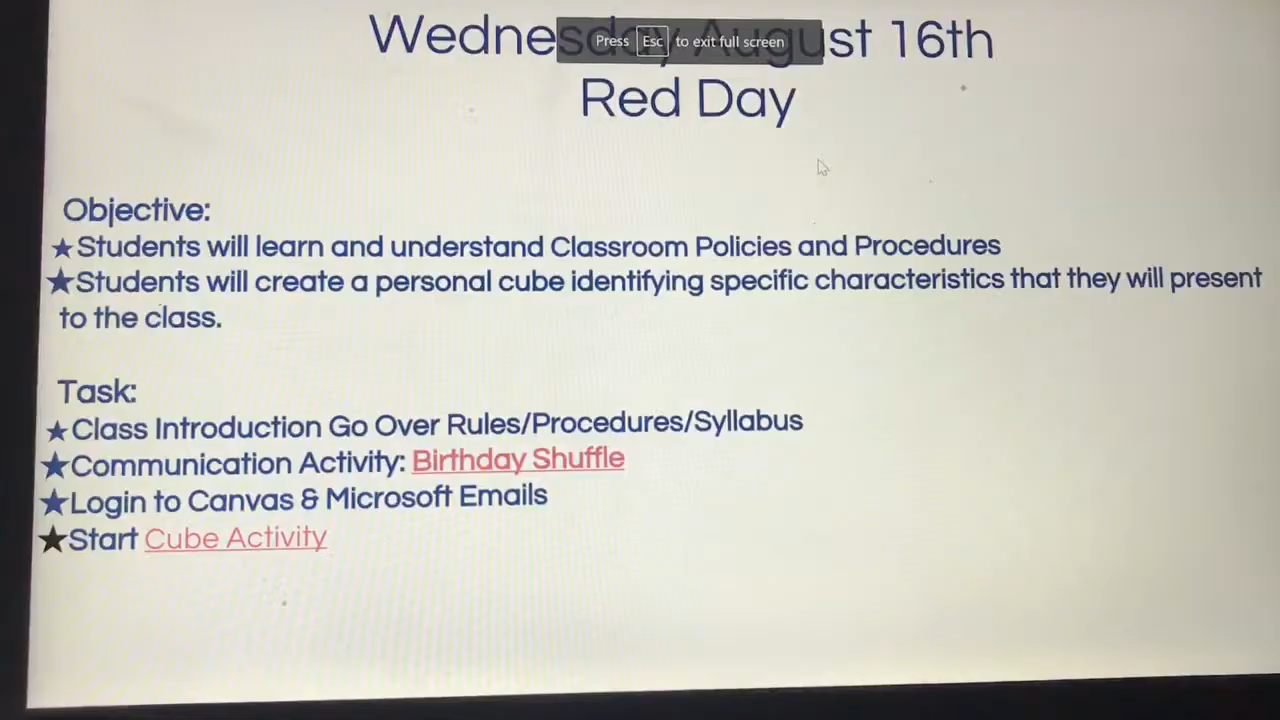 Wednesday August 16th
Press Esc to exit full screen
Red Day
Objective:
★Students will learn and understand Classroom Policies and Procedures
★Students will create a personal cube identifying specific characteristics that they will present
to the class.
Task:
★Class Introduction Go Over Rules/Procedures/Syllabus
★Communication Activity: Birthday Shuffle
★Login to Canvas & Microsoft Emails
★Start Cube Activity